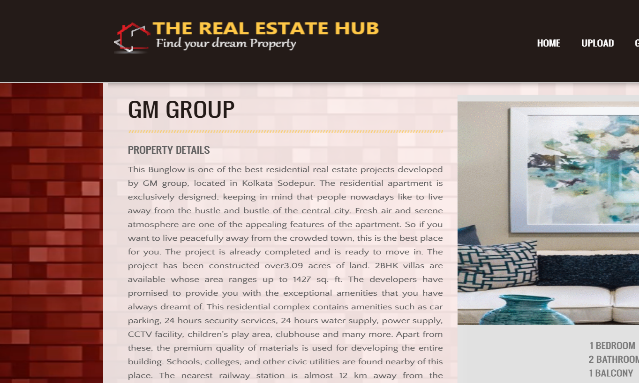 THE REAL ESTATE HUB
Find your dream Property
HOME
UPLOAD
G
GM GROUP
PROPERTY DETAILS
This Bunglow is one of the best residential real estate projects developed
by GM group, located in Kolkata Sodepur. The residential apartment is
exclusively designed, keeping in mind that people nowadays like to live
away from the hustle and bustle of the central city. Fresh air and serene
atmosphere are one of the appealing features of the apartment. So if you
want to live peacefully away from the crowded town, this is the best place
for you. The project is already completed and is ready to move in. The
project has been constructed over3.09 acres of land. 2BHK villas are
available whose area ranges up to 1427 sq. ft. The developers have
promised to provide you with the exceptional amenities that you have
always dreamt of. This residential complex contains amenities such as car
parking, 24 hours security services, 24 hours water supply, power supply,
CCTV facility, children's play area, clubhouse and many more. Apart from
these, the premium quality of materials is used for developing the entire
building. Schools, colleges, and other civic utilities are found nearby of this
place. The nearest railway station is almost 12 km away from the
1 BEDROOM
2 BATHROOM
1 BALCONY